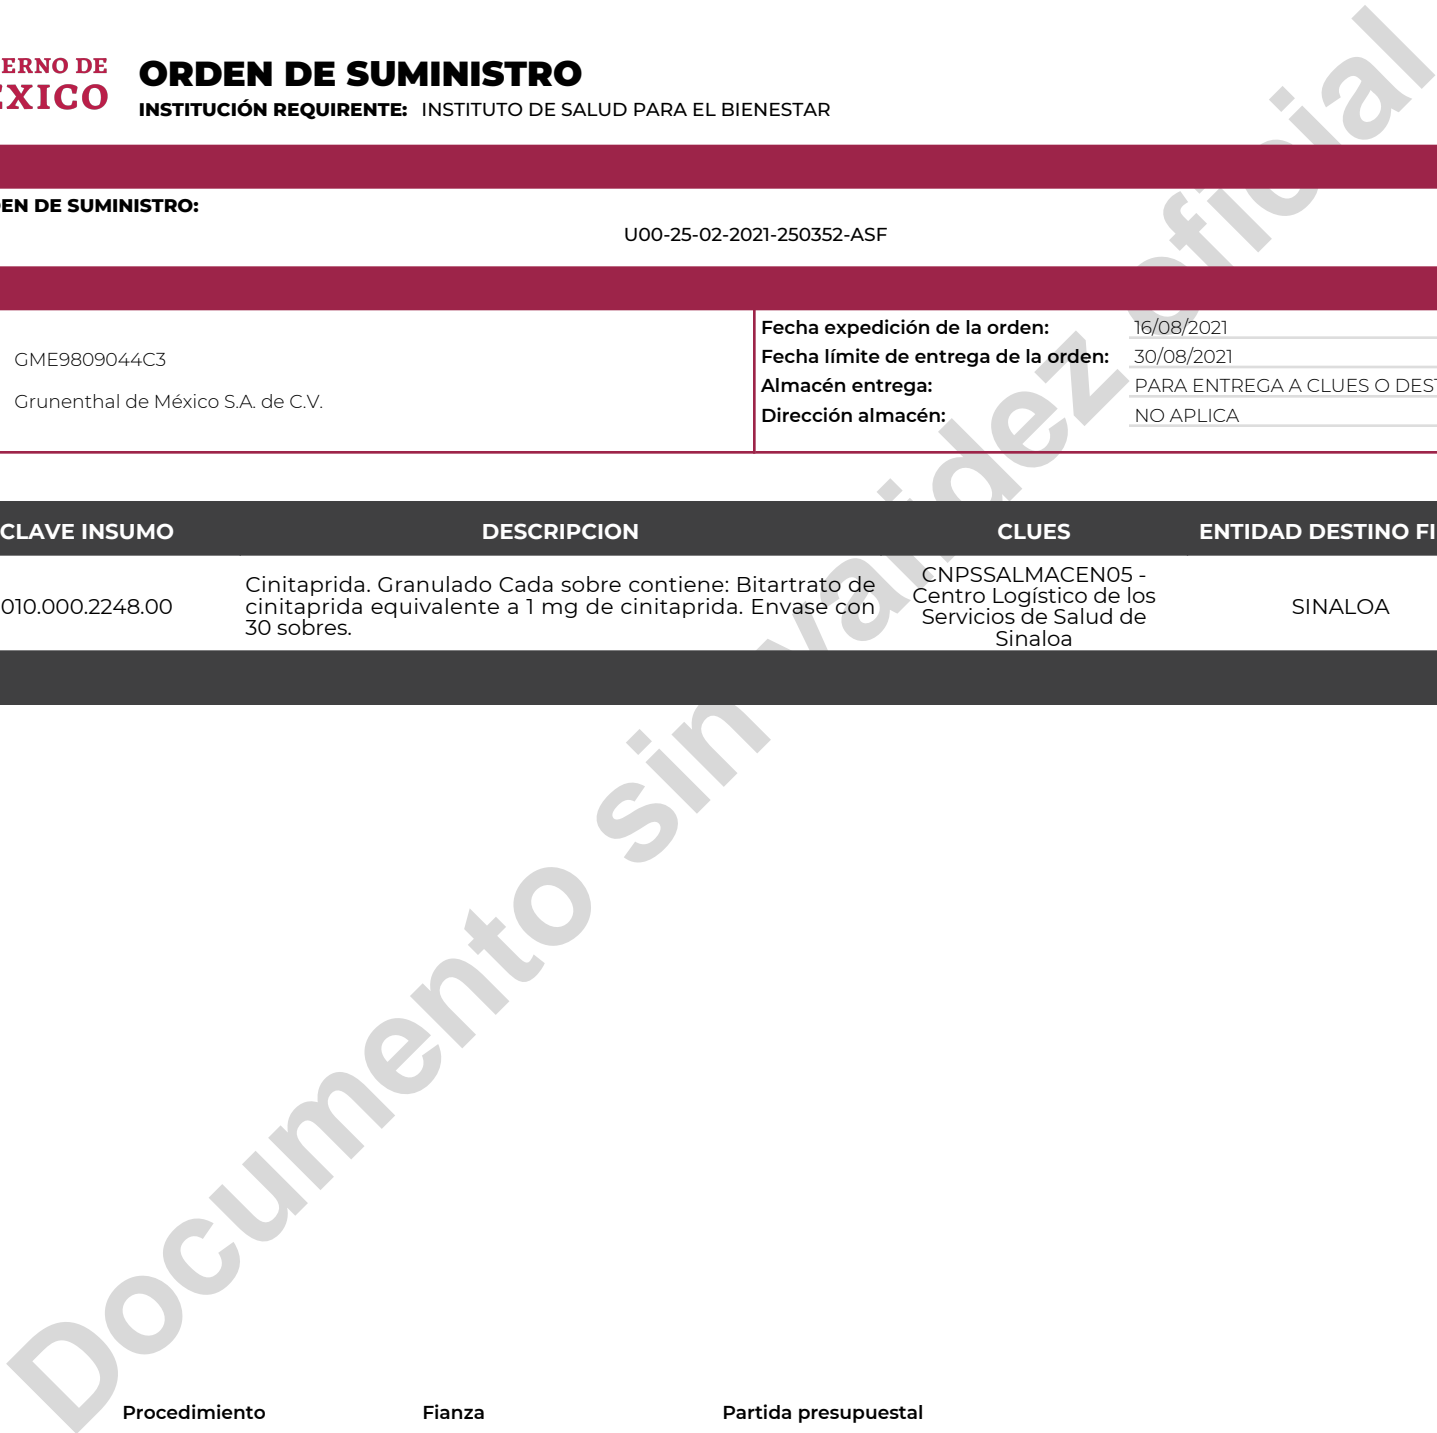 ERNO DE
ÉXICO
ORDEN DE SUMINISTRO
INSTITUCIÓN REQUIRENTE: INSTITUTO DE SALUD PARA EL BIENESTAR
EN DE SUMINISTRO:
U00-25-02-2021-250352-ASF
GME9809044C3
Grunenthal de México S.A. de C.V.
Fecha expedición de la orden: 16/08/2021
Fecha límite de entrega de la orden: 30/08/2021
Almacén entrega: PARA ENTREGA A CLUES O DEST
Dirección almacén: NO APLICA
CLAVE INSUMO DESCRIPCION CLUES ENTIDAD DESTINO FI
010.000.2248.00
Cinitaprida. Granulado Cada sobre contiene: Bitartrato de
cinitaprida equivalente a 1 mg de cinitaprida. Envase con
30 sobres.
CNPSSALMACEN05 -
Centro Logístico de los
Servicios de Salud de
Sinaloa
SINALOA
Documento sin validez oficial
Procedimiento Fianza Partida presupuestal